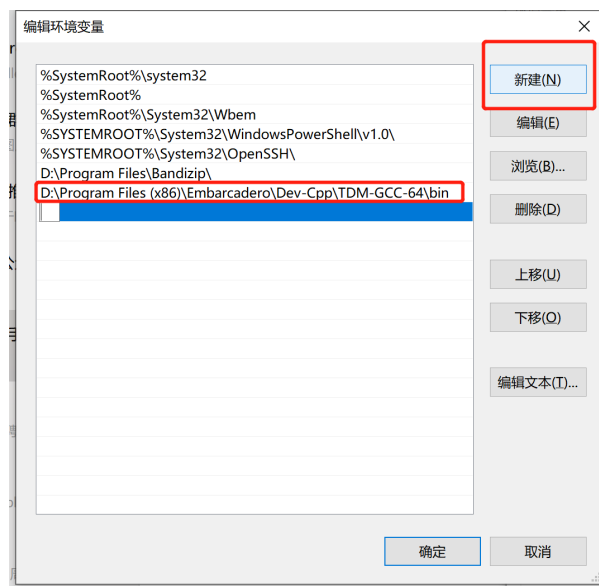 编辑环境变量
%SystemRoot%\system32
%SystemRoot%
%SystemRoot%\System32\Wbem
%SYSTEMROOT%\System32\WindowsPowerShell\v1.0\
%SYSTEMROOT%\System32\OpenSSH\
D:\Program Files\Bandizip\
D:\Program Files (x86)\Embarcadero\Dev-Cpp\TDM-GCC-64\bin
新建(N)
编辑(E)
浏览(B)...
删除(D)
上移(U)
下移(O)
编辑文本(T)...
确定
取消